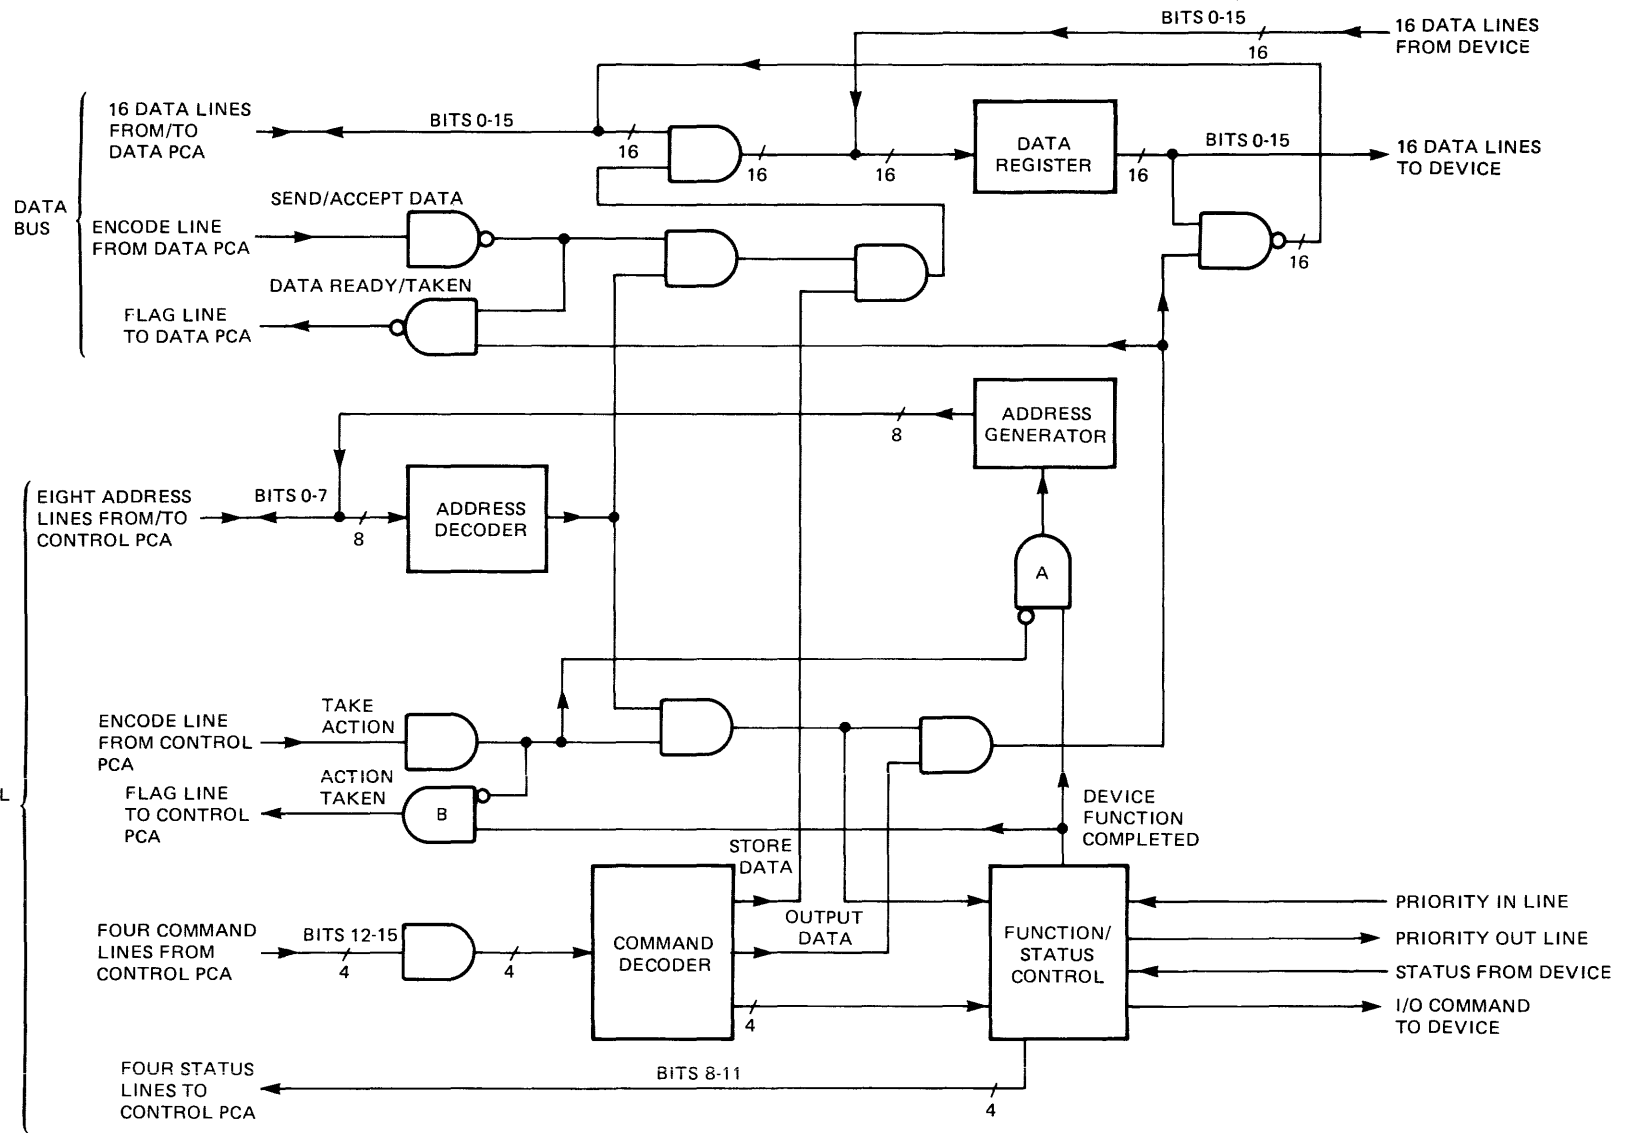 BITS 0-15
16
16 DATA LINES
FROM DEVICE
16 DATA LINES
FROM/TO
DATA PCA
BITS 0-15
16
16
16
DATA
REGISTER
16
BITS 0-15
16 DATA LINES
TO DEVICE
DATA
BUS
SEND/ACCEPT DATA
ENCODE LINE
FROM DATA PCA
16
DATA READY/TAKEN
FLAG LINE
TO DATA PCA
ADDRESS
GENERATOR
8
EIGHT ADDRESS
LINES FROM/TO
CONTROL PCA
BITS 0-7
8
ADDRESS
DECODER
A
ENCODE LINE
FROM CONTROL
PCA
TAKE
ACTION
L
FLAG LINE
TO CONTROL
PCA
ACTION
TAKEN
B
DEVICE
FUNCTION
COMPLETED
STORE
DATA
OUTPUT
DATA
FOUR COMMAND
LINES FROM
CONTROL PCA
BITS 12-15
4
4
COMMAND
DECODER
4
FUNCTION/
STATUS
CONTROL
PRIORITY IN LINE
PRIORITY OUT LINE
STATUS FROM DEVICE
I/O COMMAND
TO DEVICE
FOUR STATUS
LINES TO
CONTROL PCA
BITS 8-11
4